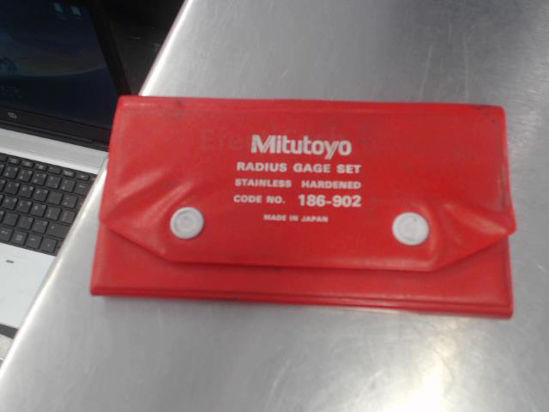 Mitutoyo
RADIUS GAGE SET
STAINLESS HARDENED
CODE NO. 186-902
MADE IN JAPAN